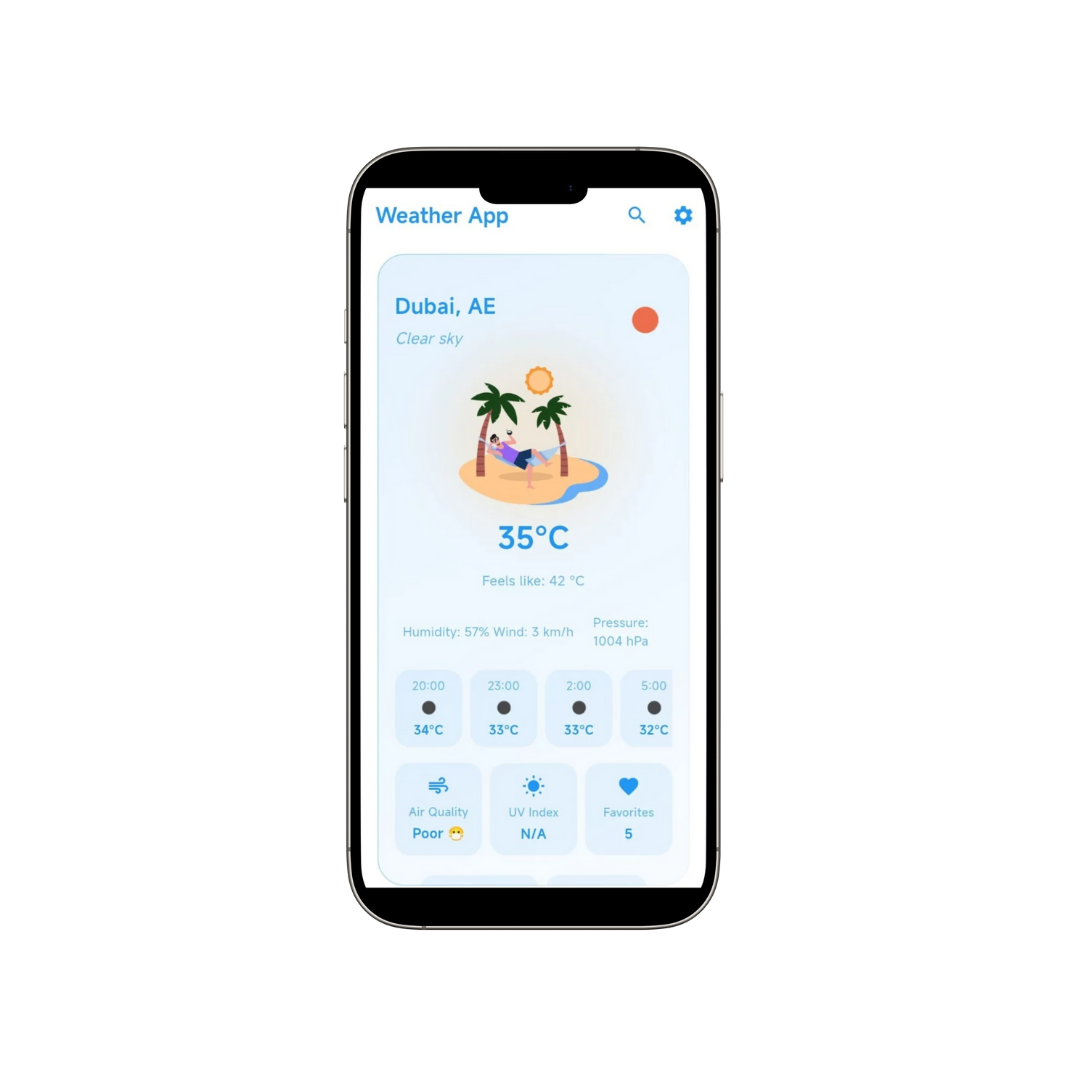 Weather App
Dubai, AE
Clear sky
35°C
Feels like: 42 °C
Humidity: 57% Wind: 3 km/h Pressure:
1004 hPa
20:00 23:00 2:00 5:00
34°C 33°C 33°C 32°C
Air Quality UV Index Favorites
Poor 😷 N/A 5